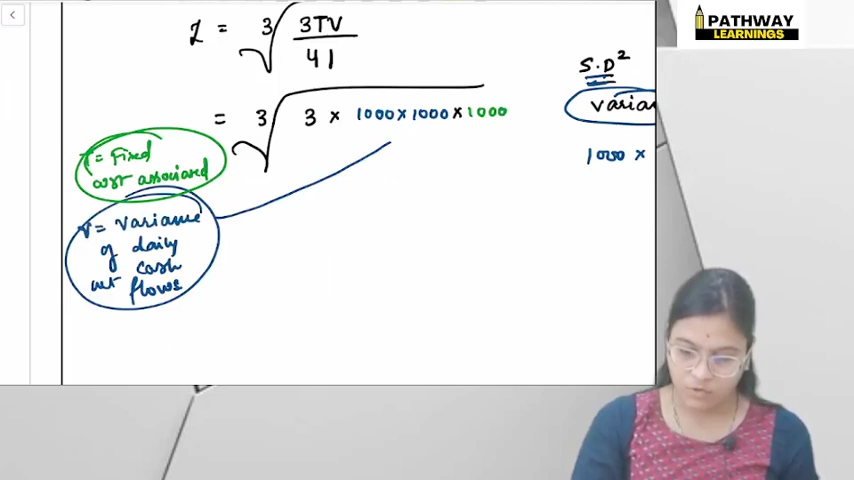 Z = 3√ 3TV
4I
= 3√ 3 × 1000×1000×1000
T = Fixed
cost associated
V = Variance
of daily
cash
net flows
S.D²
Varian
1000 ×
PATHWAY
LEARNINGS